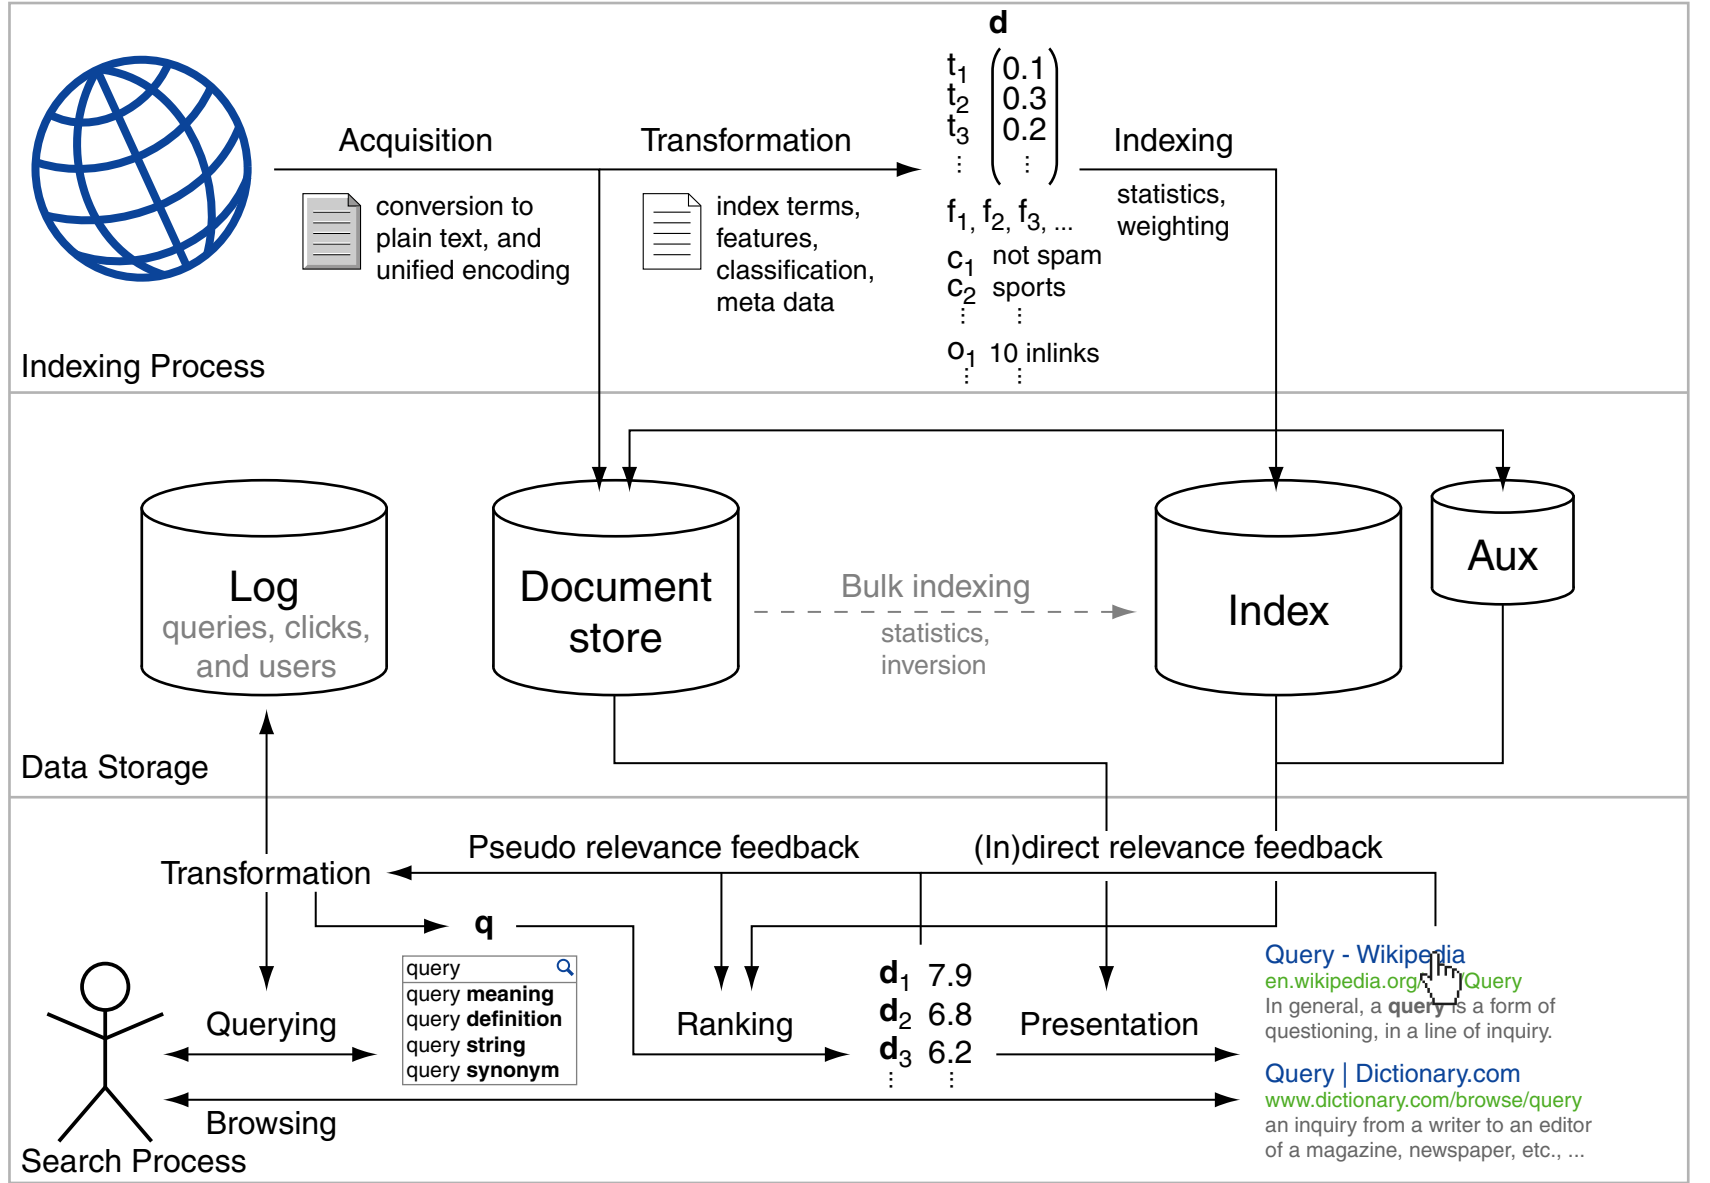 d
t1 0.1
t2 0.3
t3 0.2
⋮ ⋮
Acquisition
Transformation
Indexing
conversion to
plain text, and
unified encoding
index terms,
features,
classification,
meta data
f1, f2, f3, ...
c1 not spam
c2 sports
⋮ ⋮
o1 10 inlinks
⋮ ⋮
statistics,
weighting
Indexing Process
Log
queries, clicks,
and users
Document
store
Bulk indexing
statistics,
inversion
Index
Aux
Data Storage
Pseudo relevance feedback
(In)direct relevance feedback
Transformation
q
query
query meaning
query definition
query string
query synonym
Querying
Browsing
Ranking
d1 7.9
d2 6.8
d3 6.2
⋮ ⋮
Presentation
Query - Wikipedia
en.wikipedia.org/ /Query
In general, a query is a form of
questioning, in a line of inquiry.
Query | Dictionary.com
www.dictionary.com/browse/query
an inquiry from a writer to an editor
of a magazine, newspaper, etc., ...
Search Process